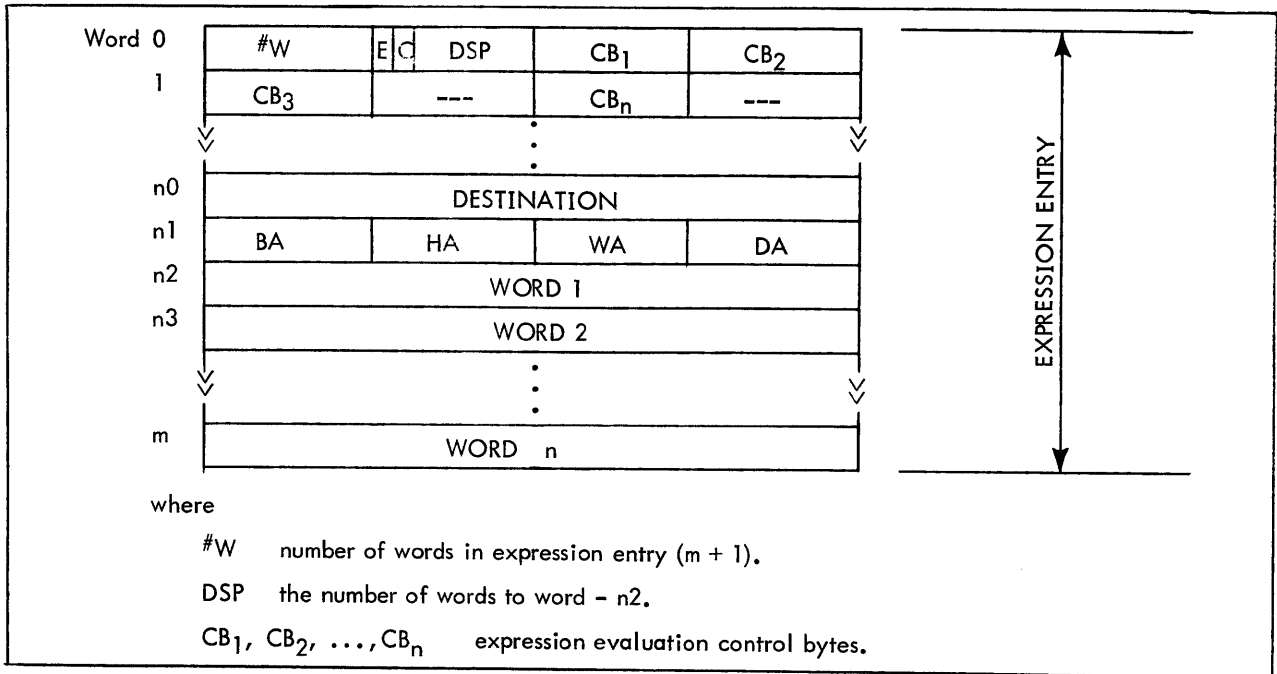 Word 0 #W E C DSP CB1 CB2
1 CB3 --- CBn ---
n0 DESTINATION
n1 BA HA WA DA
n2 WORD 1
n3 WORD 2
m WORD n
EXPRESSION ENTRY
where
#W number of words in expression entry (m + 1).
DSP the number of words to word - n2.
CB1, CB2, ..., CBn expression evaluation control bytes.